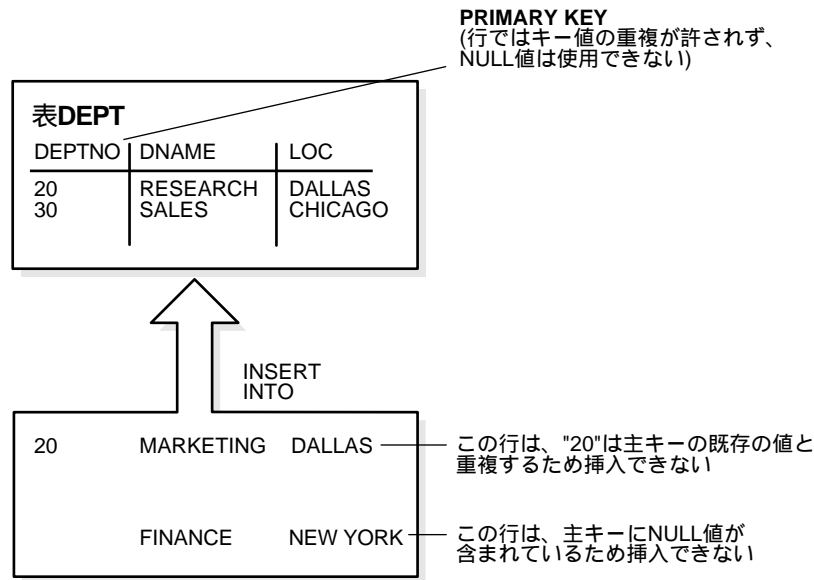 PRIMARY KEY
(行ではキー値の重複が許されず、
NULL値は使用できない)
表DEPT
DEPTNO DNAME LOC
20 RESEARCH DALLAS
30 SALES CHICAGO
INSERT
INTO
20 MARKETING DALLAS
この行は、"20"は主キーの既存の値と
重複するため挿入できない
FINANCE NEW YORK
この行は、主キーにNULL値が
含まれているため挿入できない